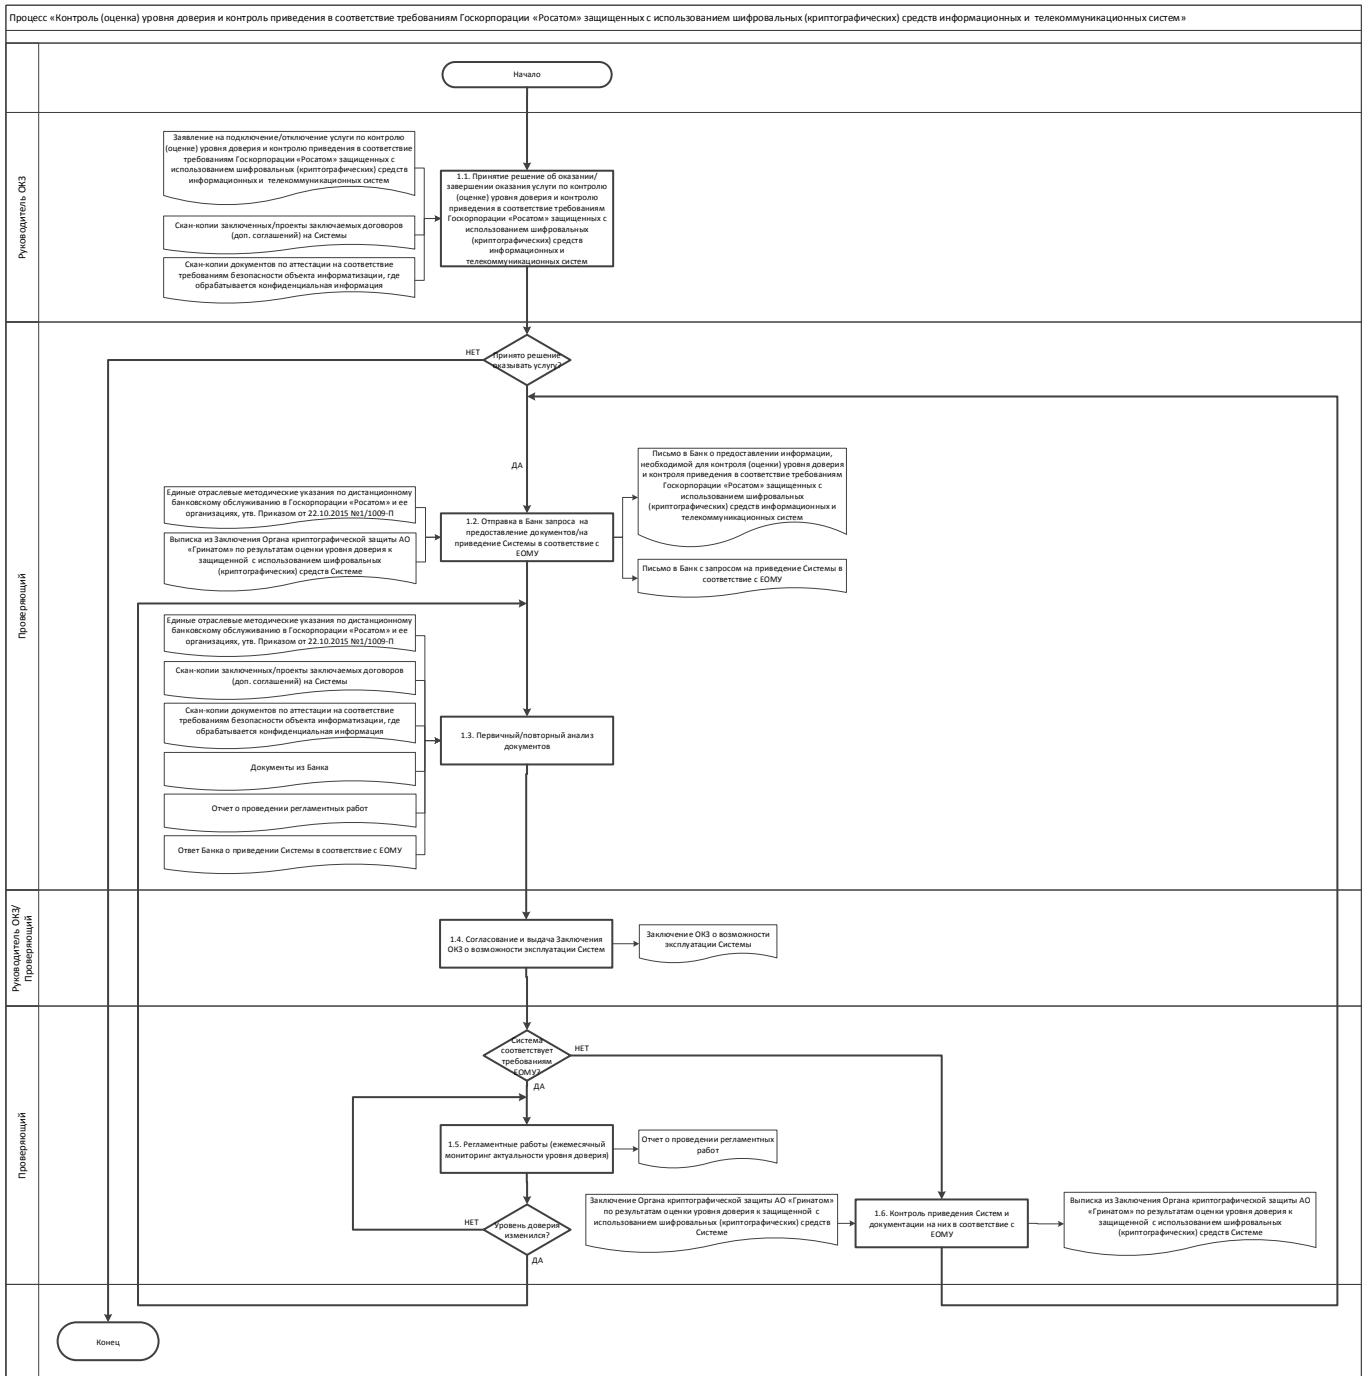 Процесс «Контроль (оценка) уровня доверия и контроль приведения в соответствие требованиям Госкорпорации «Росатом» защищенных с использованием шифровальных (криптографических) средств информационных и телекоммуникационных систем»
Начало
Руководитель ОКЗ
Заявление на подключение/отключение услуги по контролю
(оценке) уровня доверия и контролю приведения в соответствие
требованиям Госкорпорации «Росатом» защищенных с
использованием шифровальных (криптографических) средств
информационных и телекоммуникационных систем
Скан-копии заключенных/проекты заключаемых договоров
(доп. соглашений) на Системы
Скан-копии документов по аттестации на соответствие
требованиям безопасности объекта информатизации, где
обрабатывается конфиденциальная информация
1.1. Принятие решение об оказании/
завершении оказания услуги по контролю
(оценке) уровня доверия и контролю
приведения в соответствие требованиям
Госкорпорации «Росатом» защищенных с
использованием шифровальных
(криптографических) средств
информационных и
телекоммуникационных систем
Проверяющий
Принято решение
оказывать услугу?
НЕТ
ДА
Единые отраслевые методические указания по дистанционному
банковскому обслуживанию в Госкорпорации «Росатом» и ее
организациях, утв. Приказом от 22.10.2015 №1/1009-П
Выписка из Заключения Органа криптографической защиты АО
«Гринатом» по результатам оценки уровня доверия к
защищенной с использованием шифровальных
(криптографических) средств Системе
1.2. Отправка в Банк запроса на
предоставление документов/на
приведение Системы в соответствие с
ЕОМУ
Письмо в Банк о предоставлении информации,
необходимой для контроля (оценки) уровня доверия
и контроля приведения в соответствие требованиям
Госкорпорации «Росатом» защищенных с
использованием шифровальных
(криптографических) средств информационных и
телекоммуникационных систем
Письмо в Банк с запросом на приведение Системы в
соответствие с ЕОМУ
Единые отраслевые методические указания по дистанционному
банковскому обслуживанию в Госкорпорации «Росатом» и ее
организациях, утв. Приказом от 22.10.2015 №1/1009-П
Скан-копии заключенных/проекты заключаемых договоров
(доп. соглашений) на Системы
Скан-копии документов по аттестации на соответствие
требованиям безопасности объекта информатизации, где
обрабатывается конфиденциальная информация
Документы из Банка
Отчет о проведении регламентных работ
Ответ Банка о приведении Системы в соответствие с ЕОМУ
1.3. Первичный/повторный анализ
документов
Руководитель ОКЗ/
Проверяющий
1.4. Согласование и выдача Заключения
ОКЗ о возможности эксплуатации Систем
Заключение ОКЗ о возможности
эксплуатации Системы
Проверяющий
Система
соответствует
требованиям
ЕОМУ?
НЕТ
ДА
1.5. Регламентные работы (ежемесячный
мониторинг актуальности уровня доверия)
Отчет о проведении регламентных
работ
Уровень доверия
изменился?
НЕТ
ДА
Заключение Органа криптографической защиты АО «Гринатом»
по результатам оценки уровня доверия к защищенной с
использованием шифровальных (криптографических) средств
Системе
1.6. Контроль приведения Систем и
документации на них в соответствие с
ЕОМУ
Выписка из Заключения Органа криптографической защиты АО
«Гринатом» по результатам оценки уровня доверия к
защищенной с использованием шифровальных
(криптографических) средств Системе
Конец